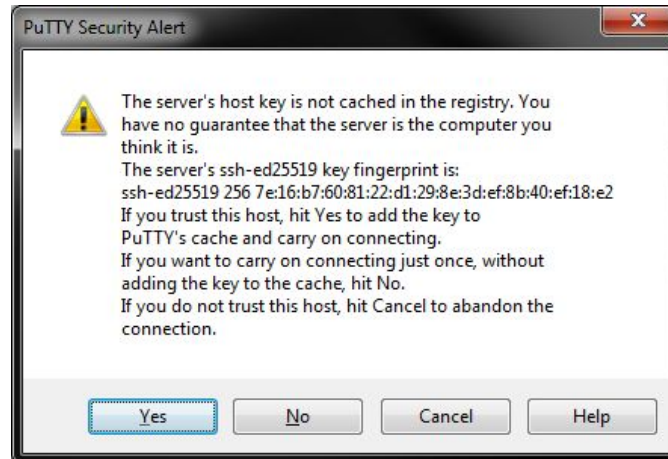 PuTTY Security Alert
The server's host key is not cached in the registry. You
have no guarantee that the server is the computer you
think it is.
The server's ssh-ed25519 key fingerprint is:
ssh-ed25519 256 7e:16:b7:60:81:22:d1:29:8e:3d:ef:8b:40:ef:18:e2
If you trust this host, hit Yes to add the key to
PuTTY's cache and carry on connecting.
If you want to carry on connecting just once, without
adding the key to the cache, hit No.
If you do not trust this host, hit Cancel to abandon the
connection.
Yes No Cancel Help